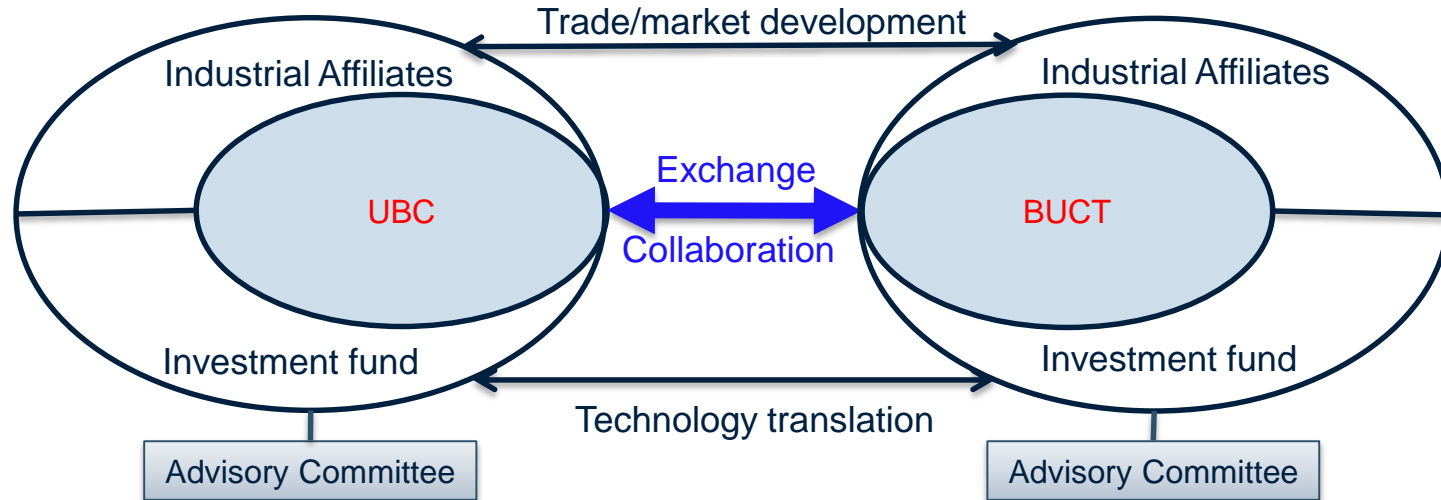 Trade/market development
Industrial Affiliates
Industrial Affiliates
Exchange
UBC
BUCT
Collaboration
Investment fund
Investment fund
Technology translation
Advisory Committee
Advisory Committee